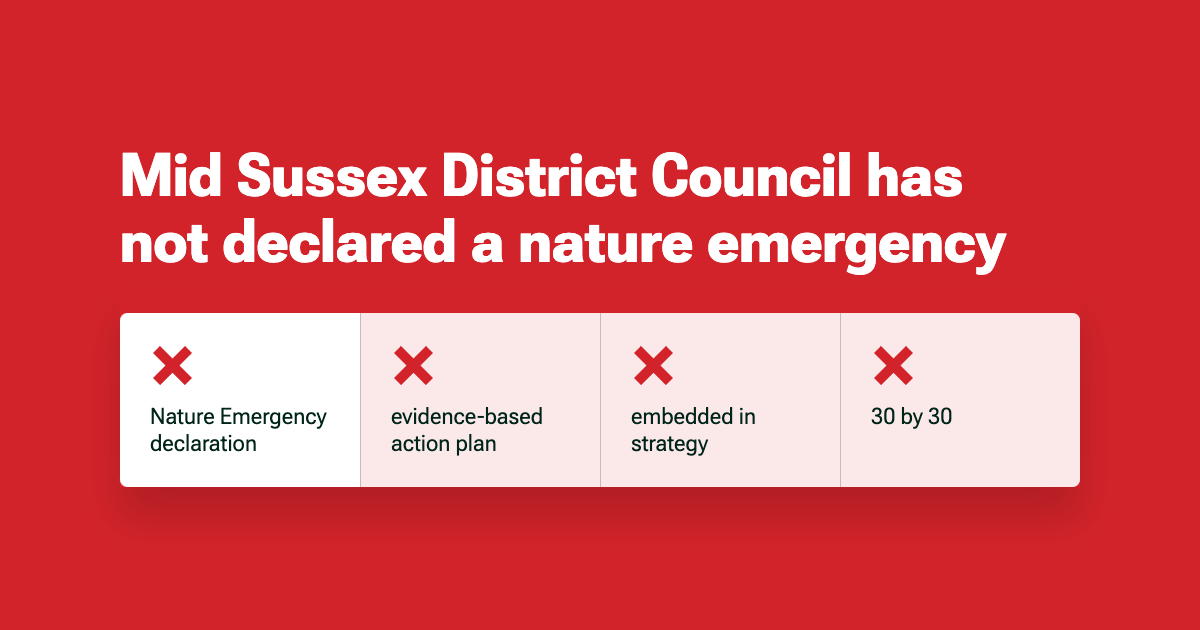 Mid Sussex District Council has
not declared a nature emergency
Nature Emergency
declaration
evidence-based
action plan
embedded in
strategy
30 by 30